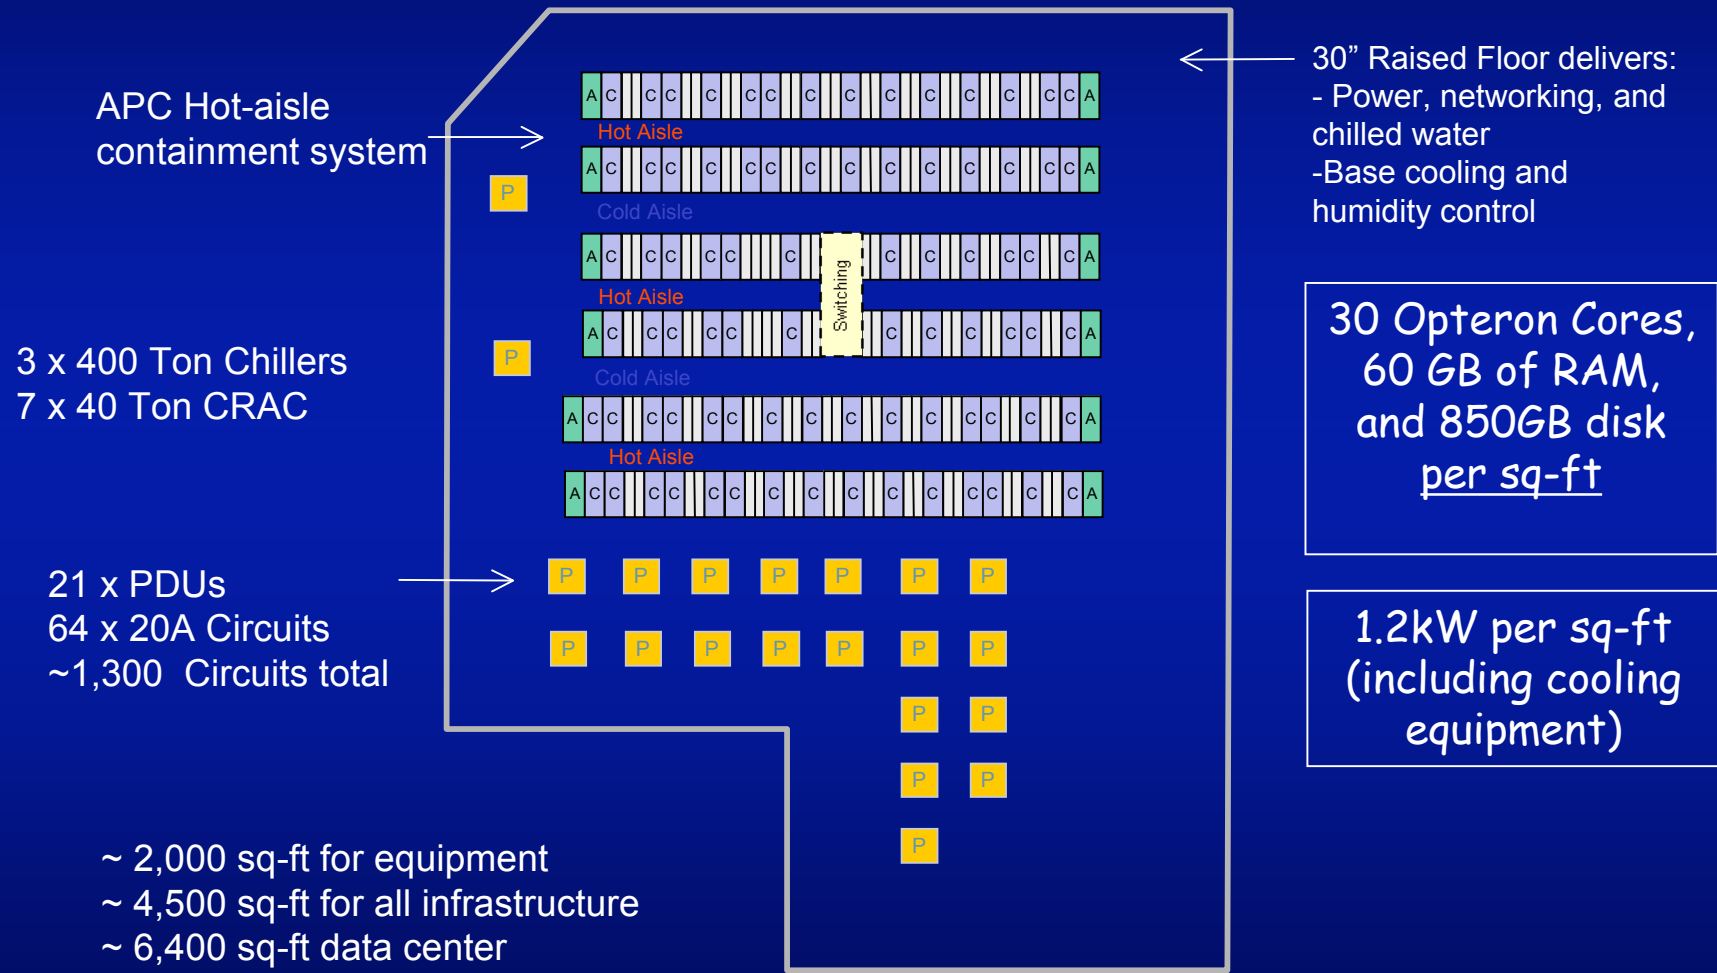 APC Hot-aisle
containment system
3 x 400 Ton Chillers
7 x 40 Ton CRAC
21 x PDUs
64 x 20A Circuits
~1,300 Circuits total
~ 2,000 sq-ft for equipment
~ 4,500 sq-ft for all infrastructure
~ 6,400 sq-ft data center
A C C C C C C C C C C C C C C A
Hot Aisle
A C C C C C C C C C C C C C C A
P
Cold Aisle
A C C C C C C C C C C C C A
Hot Aisle
Switching
A C C C C C C C C C C C C A
P
Cold Aisle
A C C C C C C C C C C C C C C C A
Hot Aisle
A C C C C C C C C C C C C C C C A
P P P P P P P
P P P P P P P
P P
P P
P
30” Raised Floor delivers:
- Power, networking, and
chilled water
-Base cooling and
humidity control
30 Opteron Cores,
60 GB of RAM,
and 850GB disk
per sq-ft
1.2kW per sq-ft
(including cooling
equipment)